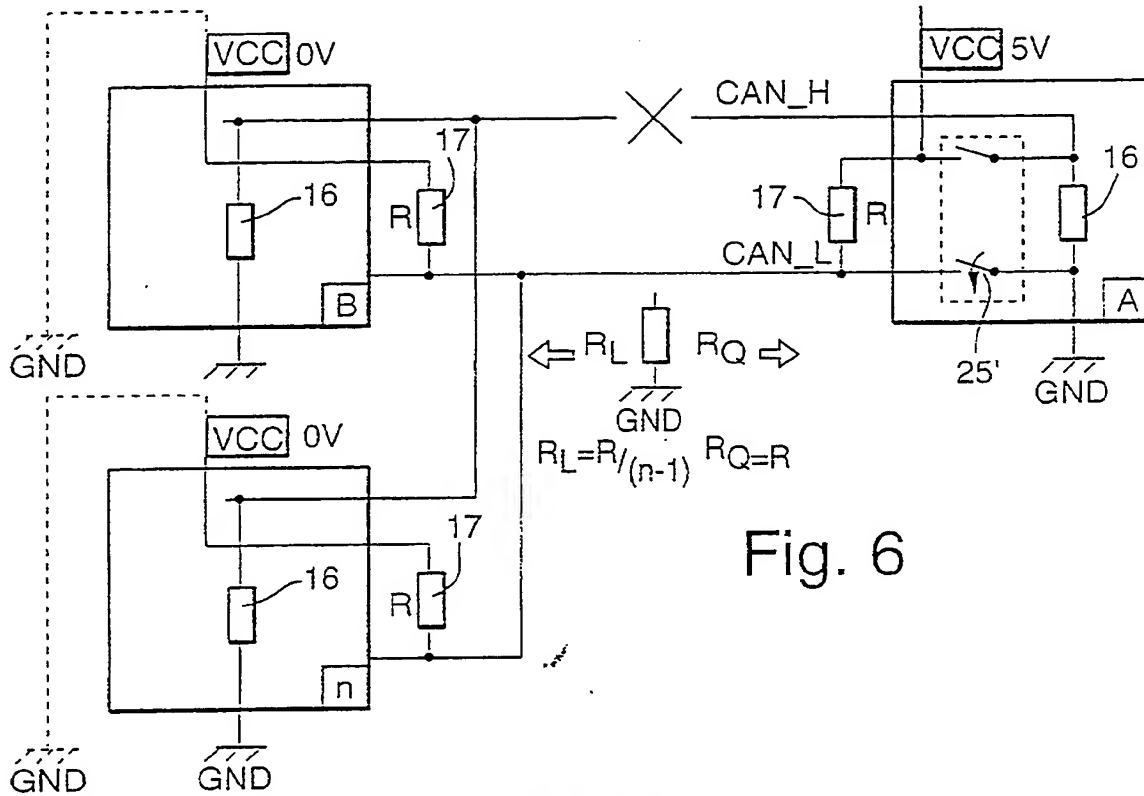 VCC 0V
VCC 5V
CAN_H
17
16
R
16
17
R
CAN_L
B
A
GND
R_L
R_Q
25'
GND
GND
VCC 0V
R_L=R/(n-1) R_Q=R
17
16
R
Fig. 6
n
GND
GND